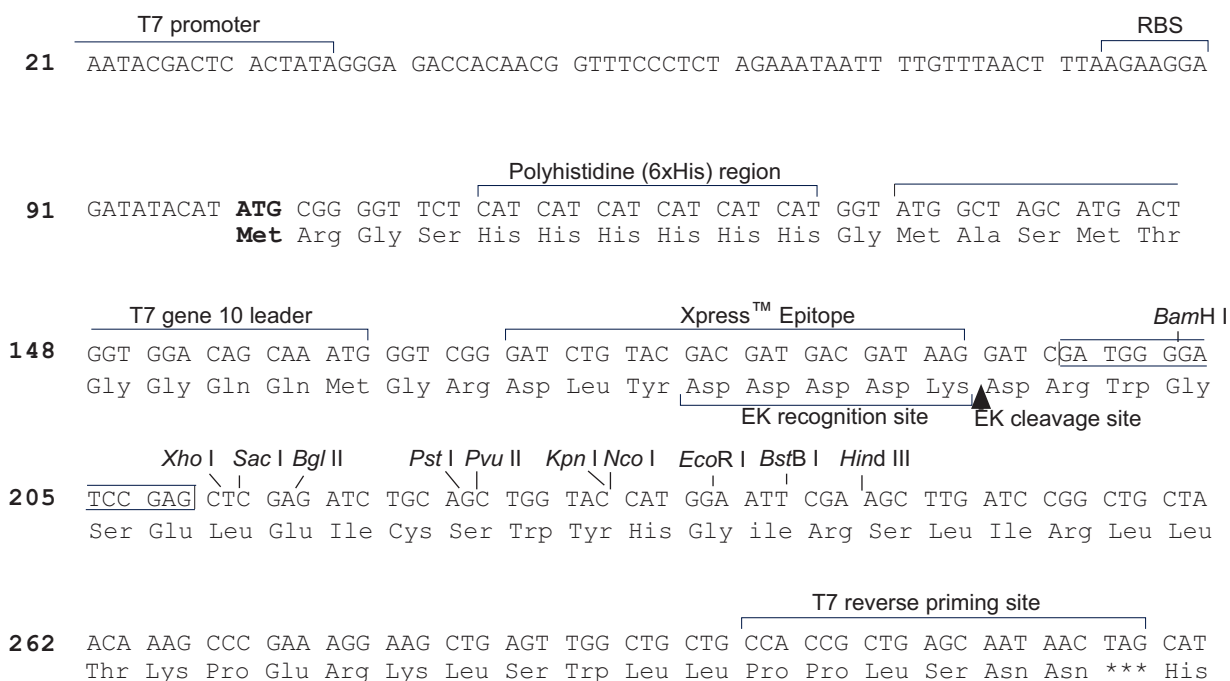 T7 promoter RBS
21 AATACGACTC ACTATAGGGA GACCACAACG GTTTCCCTCT AGAAATAATT TTGTTTAACT TTAAGAAGGA
Polyhistidine (6xHis) region
91 GATATACAT ATG CGG GGT TCT CAT CAT CAT CAT CAT CAT GGT ATG GCT AGC ATG ACT
Met Arg Gly Ser His His His His His His Gly Met Ala Ser Met Thr
T7 gene 10 leader Xpress™ Epitope BamH I
148 GGT GGA CAG CAA ATG GGT CGG GAT CTG TAC GAC GAT GAC GAT AAG GAT CGA TGG GGA
Gly Gly Gln Gln Met Gly Arg Asp Leu Tyr Asp Asp Asp Asp Lys Asp Arg Trp Gly
EK recognition site EK cleavage site
Xho I Sac I Bgl II Pst I Pvu II Kpn I Nco I EcoR I BstB I Hind III
205 TCC GAG CTC GAG ATC TGC AGC TGG TAC CAT GGA ATT CGA AGC TTG ATC CGG CTG CTA
Ser Glu Leu Glu Ile Cys Ser Trp Tyr His Gly ile Arg Ser Leu Ile Arg Leu Leu
T7 reverse priming site
262 ACA AAG CCC GAA AGG AAG CTG AGT TGG CTG CTG CCA CCG CTG AGC AAT AAC TAG CAT
Thr Lys Pro Glu Arg Lys Leu Ser Trp Leu Leu Pro Pro Leu Ser Asn Asn *** His